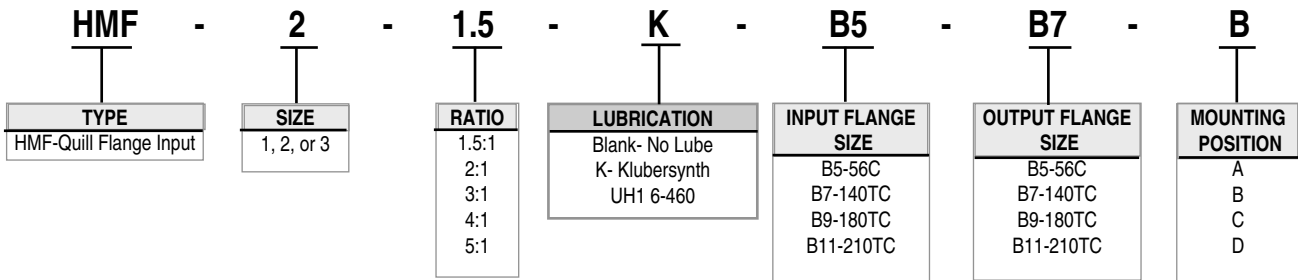 HMF - 2 - 1.5 - K - B5 - B7 - B
TYPE
HMF-Quill Flange Input
SIZE
1, 2, or 3
RATIO
1.5:1
2:1
3:1
4:1
5:1
LUBRICATION
Blank- No Lube
K- Klubersynth
UH1 6-460
INPUT FLANGE
SIZE
B5-56C
B7-140TC
B9-180TC
B11-210TC
OUTPUT FLANGE
SIZE
B5-56C
B7-140TC
B9-180TC
B11-210TC
MOUNTING
POSITION
A
B
C
D